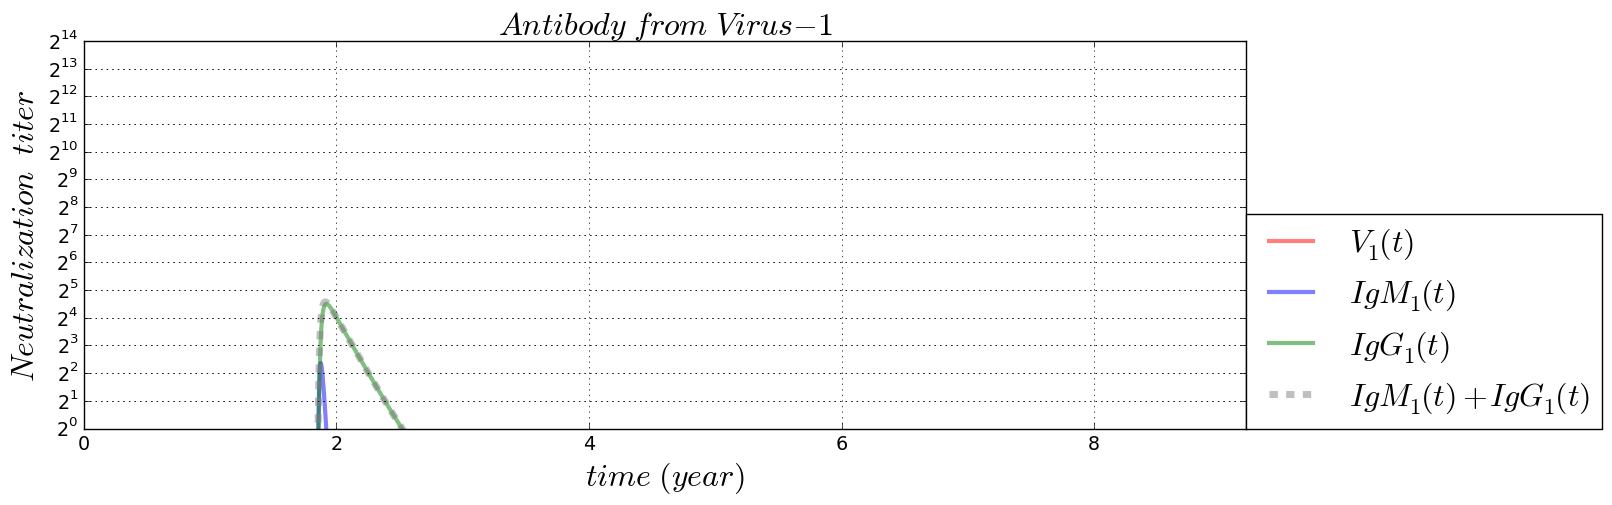 Antibody from Virus−1
Neutralization titer
2^14
2^13
2^12
2^11
2^10
2^9
2^8
2^7
2^6
2^5
2^4
2^3
2^2
2^1
2^0
0 2 4 6 8
time (year)
V_1(t)
IgM_1(t)
IgG_1(t)
IgM_1(t) + IgG_1(t)